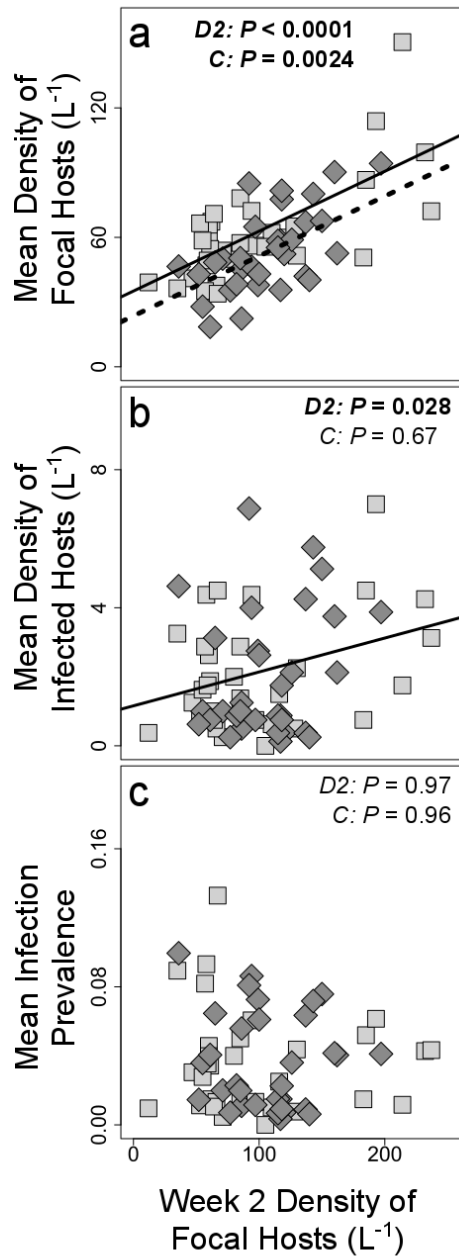 a
D2: P < 0.0001
C: P = 0.0024
Mean Density of
Focal Hosts (L⁻¹)
120
60
0
b
D2: P = 0.028
C: P = 0.67
Mean Density of
Infected Hosts (L⁻¹)
8
4
0
c
D2: P = 0.97
C: P = 0.96
Mean Infection
Prevalence
0.16
0.08
0.00
0 100 200
Week 2 Density of
Focal Hosts (L⁻¹)